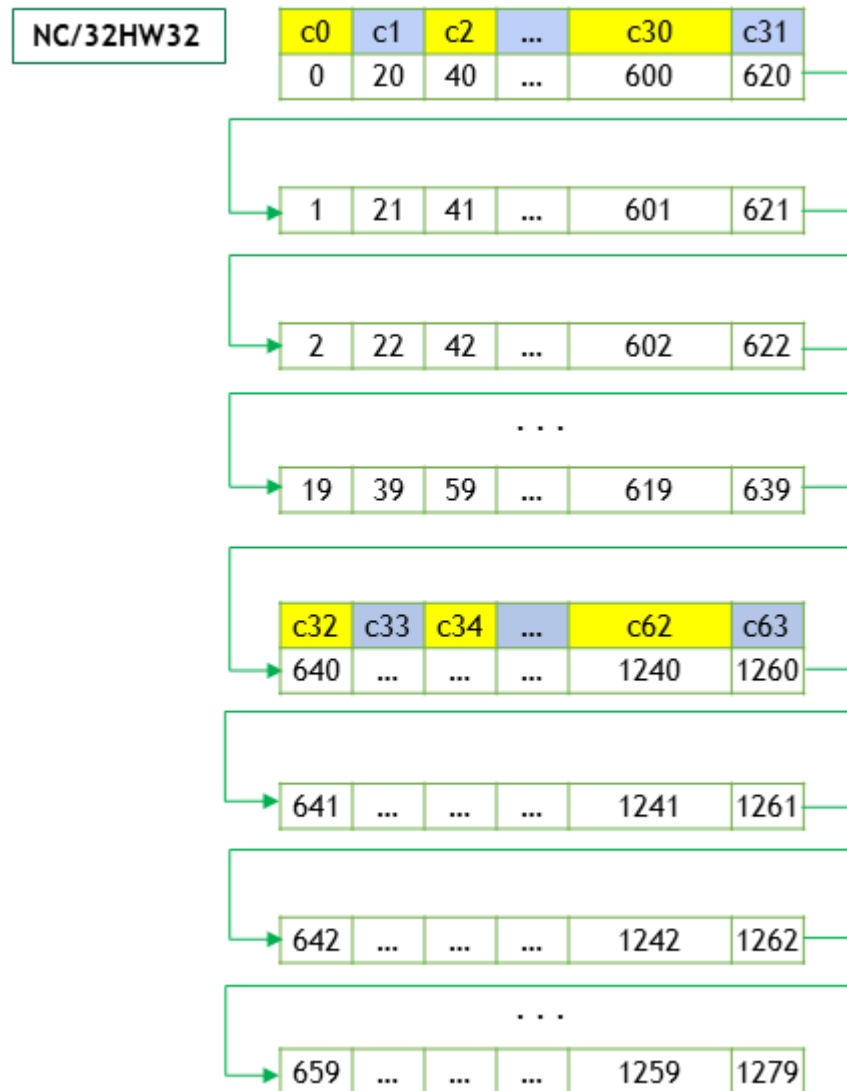 NC/32HW32
c0 c1 c2 ... c30 c31
0 20 40 ... 600 620
1 21 41 ... 601 621
2 22 42 ... 602 622
. . .
19 39 59 ... 619 639
c32 c33 c34 ... c62 c63
640 ... ... ... 1240 1260
641 ... ... ... 1241 1261
642 ... ... ... 1242 1262
. . .
659 ... ... ... 1259 1279